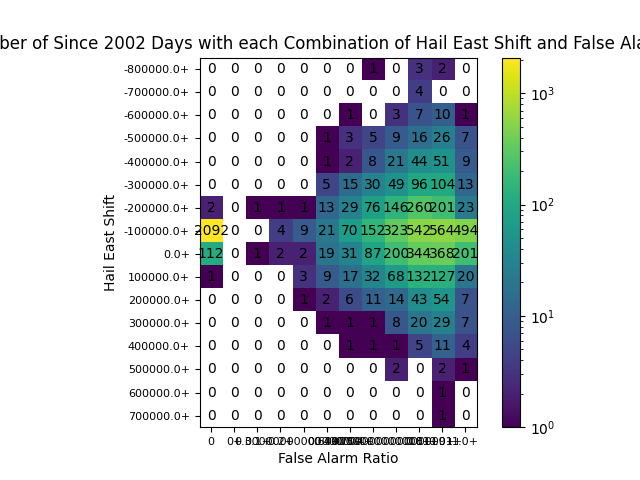 ber of Since 2002 Days with each Combination of Hail East Shift and False Ala
-800000.0+ 0 0 0 0 0 0 0 1 0 3 2 0
-700000.0+ 0 0 0 0 0 0 0 0 0 4 0 0
-600000.0+ 0 0 0 0 0 0 1 0 3 7 10 1
-500000.0+ 0 0 0 0 0 1 3 5 9 16 26 7
-400000.0+ 0 0 0 0 0 1 2 8 21 44 51 9
-300000.0+ 0 0 0 0 0 5 15 30 49 96 104 13
-200000.0+ 2 0 1 1 1 13 29 76 146 260 201 23
-100000.0+ 2092 0 0 4 9 21 70 152 323 542 564 494
0.0+ 112 0 1 2 2 19 31 87 200 344 368 201
100000.0+ 1 0 0 0 3 9 17 32 68 132 127 20
200000.0+ 0 0 0 0 1 2 6 11 14 43 54 7
300000.0+ 0 0 0 0 0 1 1 1 8 20 29 7
400000.0+ 0 0 0 0 0 0 1 1 1 5 11 4
500000.0+ 0 0 0 0 0 0 0 0 2 0 2 1
600000.0+ 0 0 0 0 0 0 0 0 0 0 1 0
700000.0+ 0 0 0 0 0 0 0 0 0 0 1 0
0
False Alarm Ratio
Hail East Shift
10³
10²
10¹
10⁰